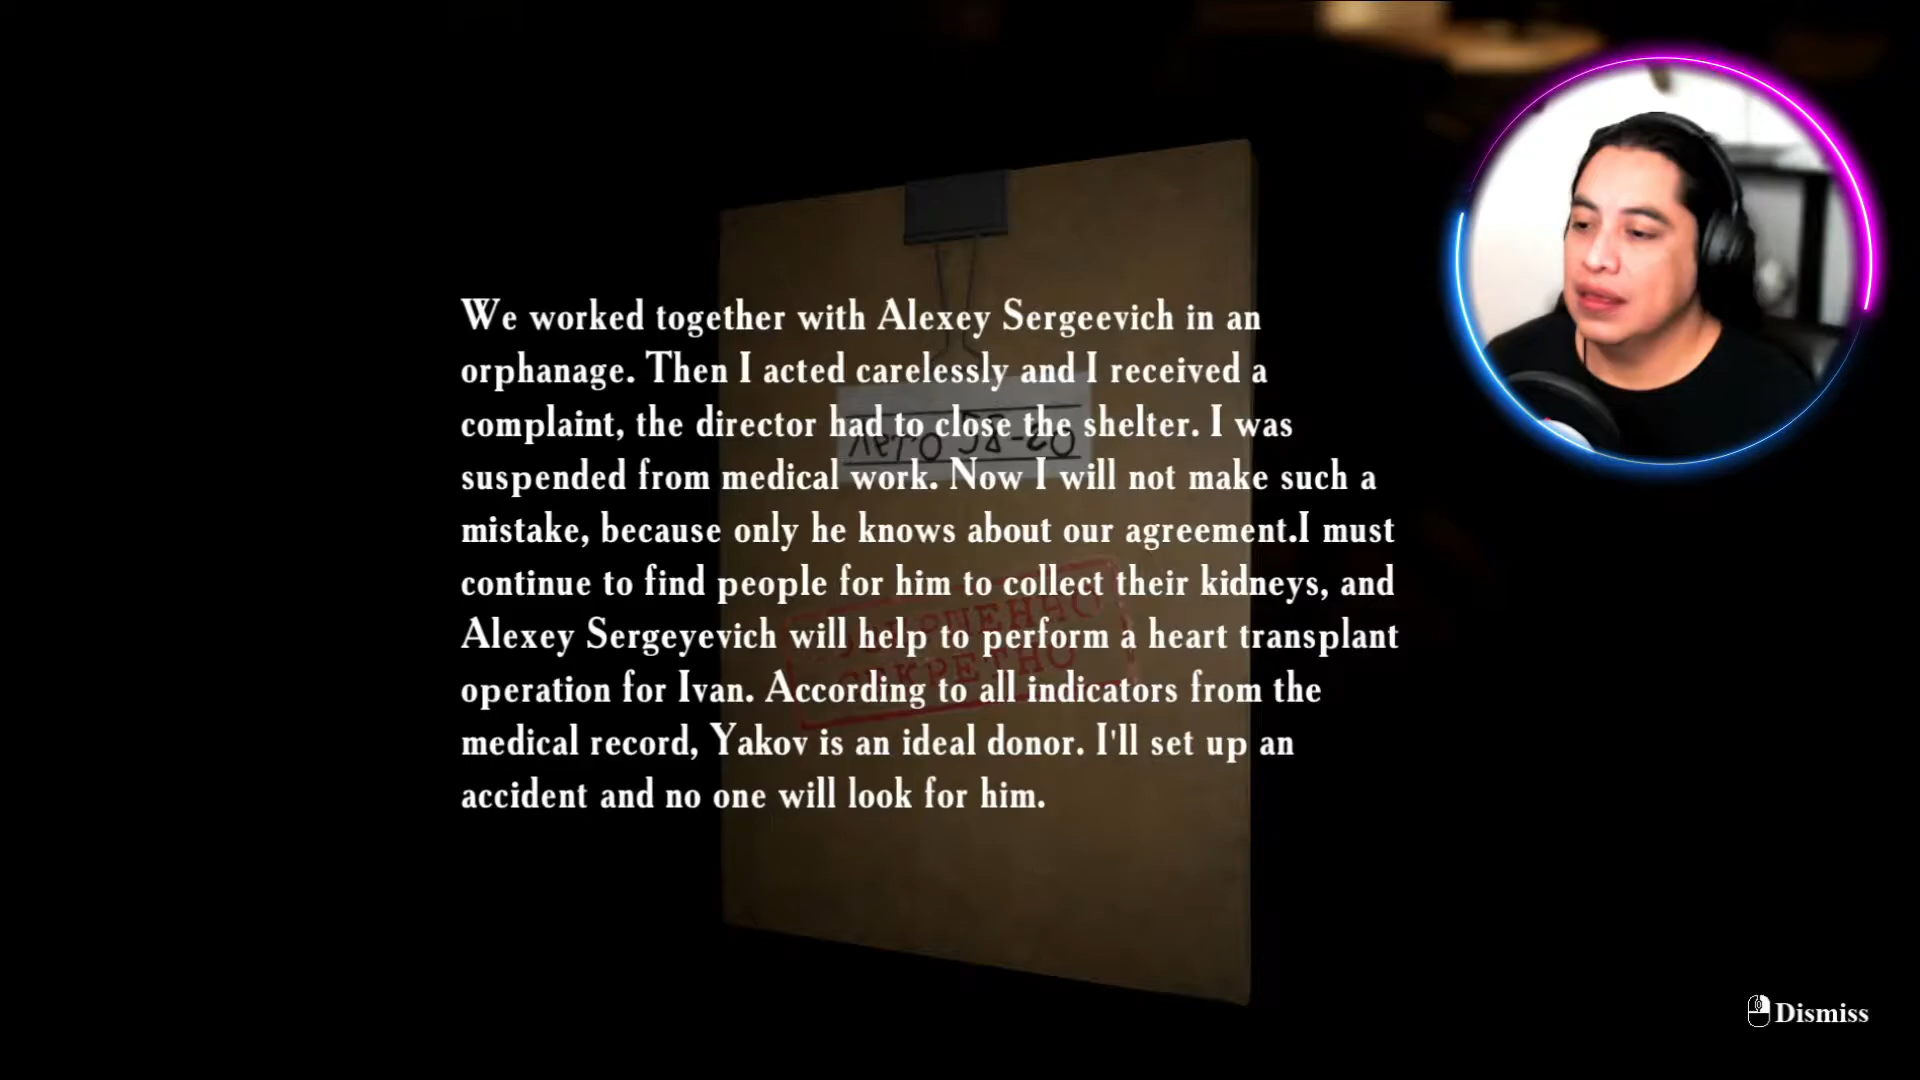 We worked together with Alexey Sergeevich in an
orphanage. Then I acted carelessly and I received a
complaint, the director had to close the shelter. I was
suspended from medical work. Now I will not make such a
mistake, because only he knows about our agreement.I must
continue to find people for him to collect their kidneys, and
Alexey Sergeyevich will help to perform a heart transplant
operation for Ivan. According to all indicators from the
medical record, Yakov is an ideal donor. I'll set up an
accident and no one will look for him.
Dismiss